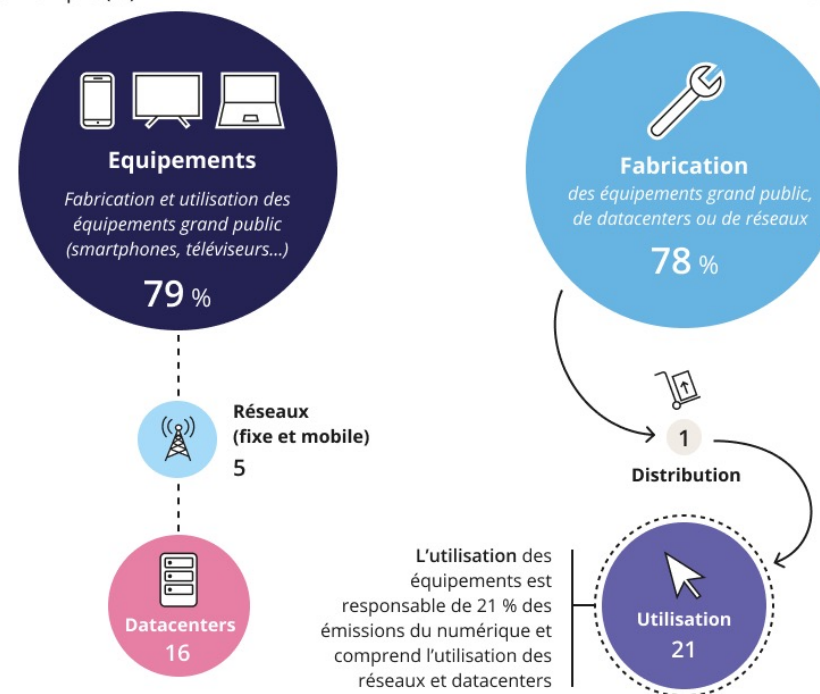 Equipements
Fabrication et utilisation des
équipements grand public
(smartphones, téléviseurs...)
79 %
Réseaux
(fixe et mobile)
5
Datacenters
16
Fabrication
des équipements grand public,
de datacenters ou de réseaux
78 %
1
Distribution
L'utilisation des
équipements est
responsable de 21 % des
émissions du numérique et
comprend l'utilisation des
réseaux et datacenters
Utilisation
21